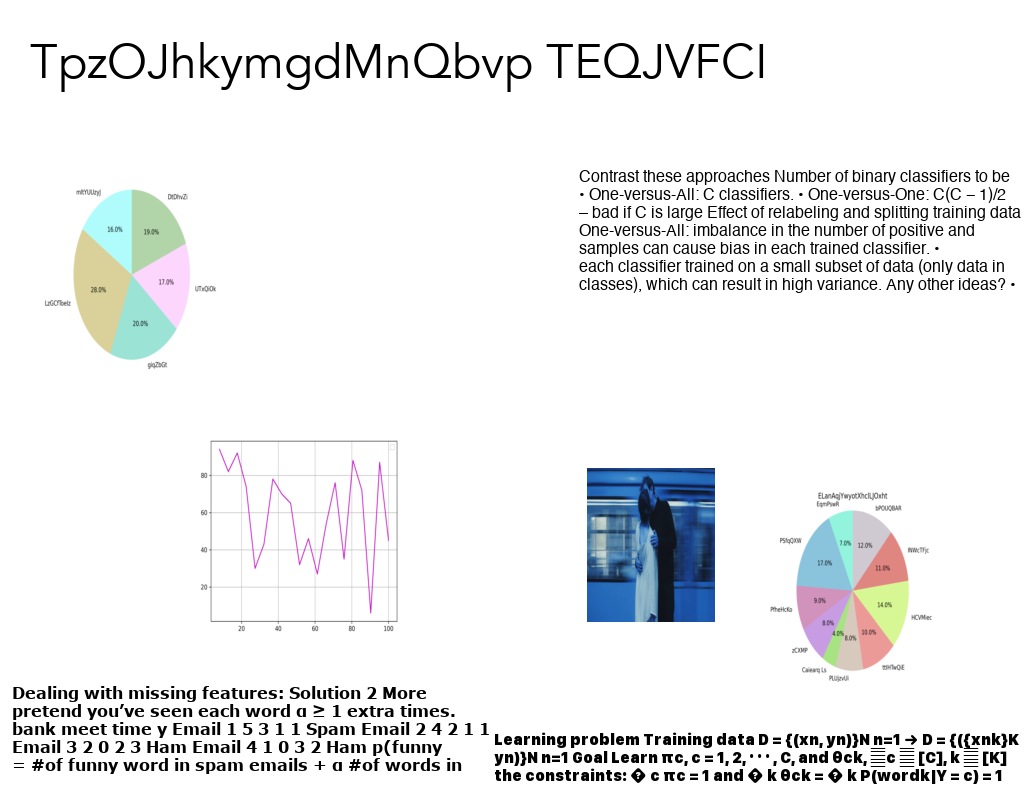 TpzOJhkymgdMnQbvp TEQJVFCI
mItYUUzyJ
DtDhvZi
16.0%
19.0%
17.0%
28.0%
20.0%
UTxQiOk
giqZbGt
Contrast these approaches Number of binary classifiers to be
• One-versus-All: C classifiers. • One-versus-One: C(C – 1)/2
– bad if C is large Effect of relabeling and splitting training data
One-versus-All: imbalance in the number of positive and
samples can cause bias in each trained classifier. •
each classifier trained on a small subset of data (only data in
classes), which can result in high variance. Any other ideas? •
80
60
40
20
20 40 60 80 100
ELanAqjYwyotXhcILJOxht
EqmPswR
bPOUQBAR
PSfqQXW
INWcTFjc
7.0%
12.0%
17.0%
11.0%
9.0%
14.0%
8.0%
4.0%
8.0%
10.0%
PfheHcKo
HCVMiec
zCXMP
Caiearq Ls
PLUJzvUi
ttIHTwQiE
Dealing with missing features: Solution 2 More
pretend you’ve seen each word α ≥ 1 extra times.
bank meet time y Email 1 5 3 1 1 Spam Email 2 4 2 1 1
Email 3 2 0 2 3 Ham Email 4 1 0 3 2 Ham p(funny
= #of funny word in spam emails + α #of words in
Learning problem Training data D = {(xn, yn)}N n=1 → D = {({xnk}K
yn)}N n=1 Goal Learn πc, c = 1, 2, · · · , C, and θck, c [C], k [K]
the constraints: � c πc = 1 and � k θck = � k P(wordk|Y = c) = 1